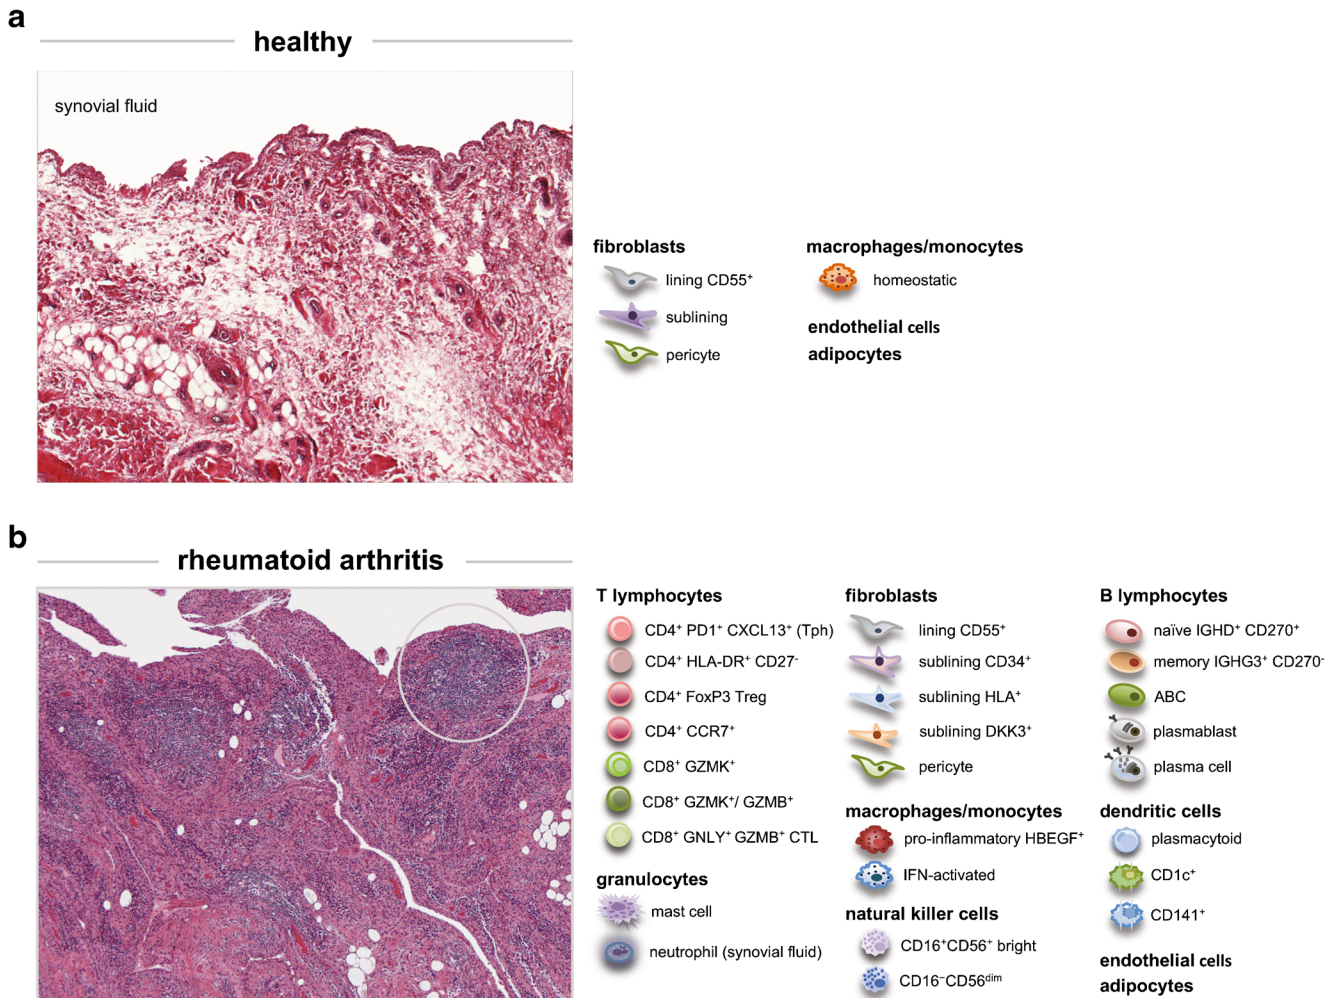 a
healthy
synovial fluid
fibroblasts
lining CD55⁺
sublining
pericyte
macrophages/monocytes
homeostatic
endothelial cells
adipocytes
b
rheumatoid arthritis
T lymphocytes
CD4⁺ PD1⁺ CXCL13⁺ (Tph)
CD4⁺ HLA-DR⁺ CD27⁻
CD4⁺ FoxP3 Treg
CD4⁺ CCR7⁺
CD8⁺ GZMK⁺
CD8⁺ GZMK⁺/ GZMB⁺
CD8⁺ GNLY⁺ GZMB⁺ CTL
granulocytes
mast cell
neutrophil (synovial fluid)
fibroblasts
lining CD55⁺
sublining CD34⁺
sublining HLA⁺
sublining DKK3⁺
pericyte
macrophages/monocytes
pro-inflammatory HBEGF⁺
IFN-activated
natural killer cells
CD16⁺CD56⁺ bright
CD16⁻CD56ᵈⁱᵐ
B lymphocytes
naïve IGHD⁺ CD270⁺
memory IGHG3⁺ CD270⁻
ABC
plasmablast
plasma cell
dendritic cells
plasmacytoid
CD1c⁺
CD141⁺
endothelial cells
adipocytes